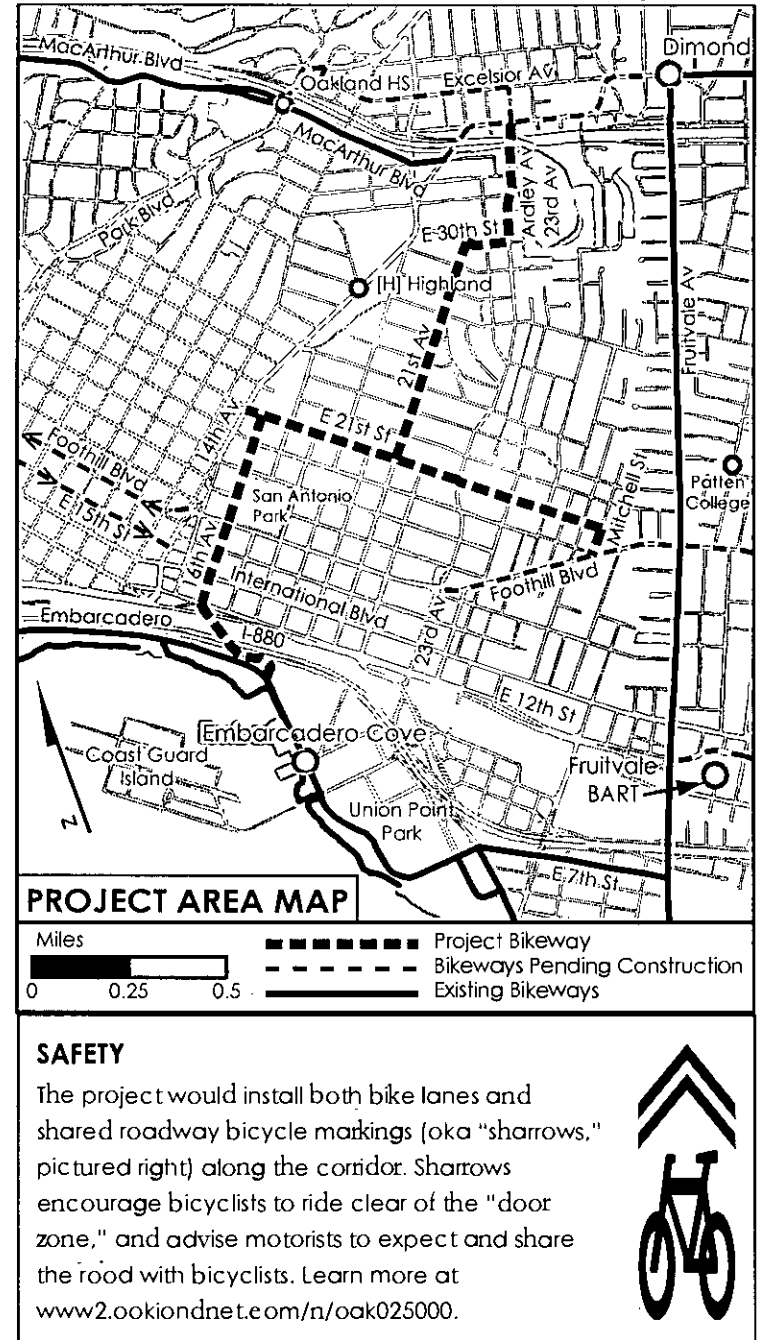 MacArthur Blvd
Dimond
Oakland HS
Excelsior Av
MacArthur Blvd
Ardley Av
23rd Av
Park Blvd
E 30th St
[H] Highland
Fruitvale Av
21st Av
14th Av
E 21st St
Foothill Blvd
E 15th St
San Antonio
Park
Mitchell St
Patten
College
16th Av
International Blvd
23rd Av
Foothill Blvd
Embarcadero
I-880
E 12th St
Embarcadero Cove
Coast Guard
Island
Fruitvale
BART
Union Point
Park
N
E 7th St
PROJECT AREA MAP
Miles
0 0.25 0.5
Project Bikeway
Bikeways Pending Construction
Existing Bikeways
SAFETY
The project would install both bike lanes and
shared roadway bicycle markings (oka "sharrows,"
pictured right) along the corridor. Sharrows
encourage bicyclists to ride clear of the "door
zone," and advise motorists to expect and share
the rood with bicyclists. Learn more at
www2.ookiondnet.com/n/oak025000.